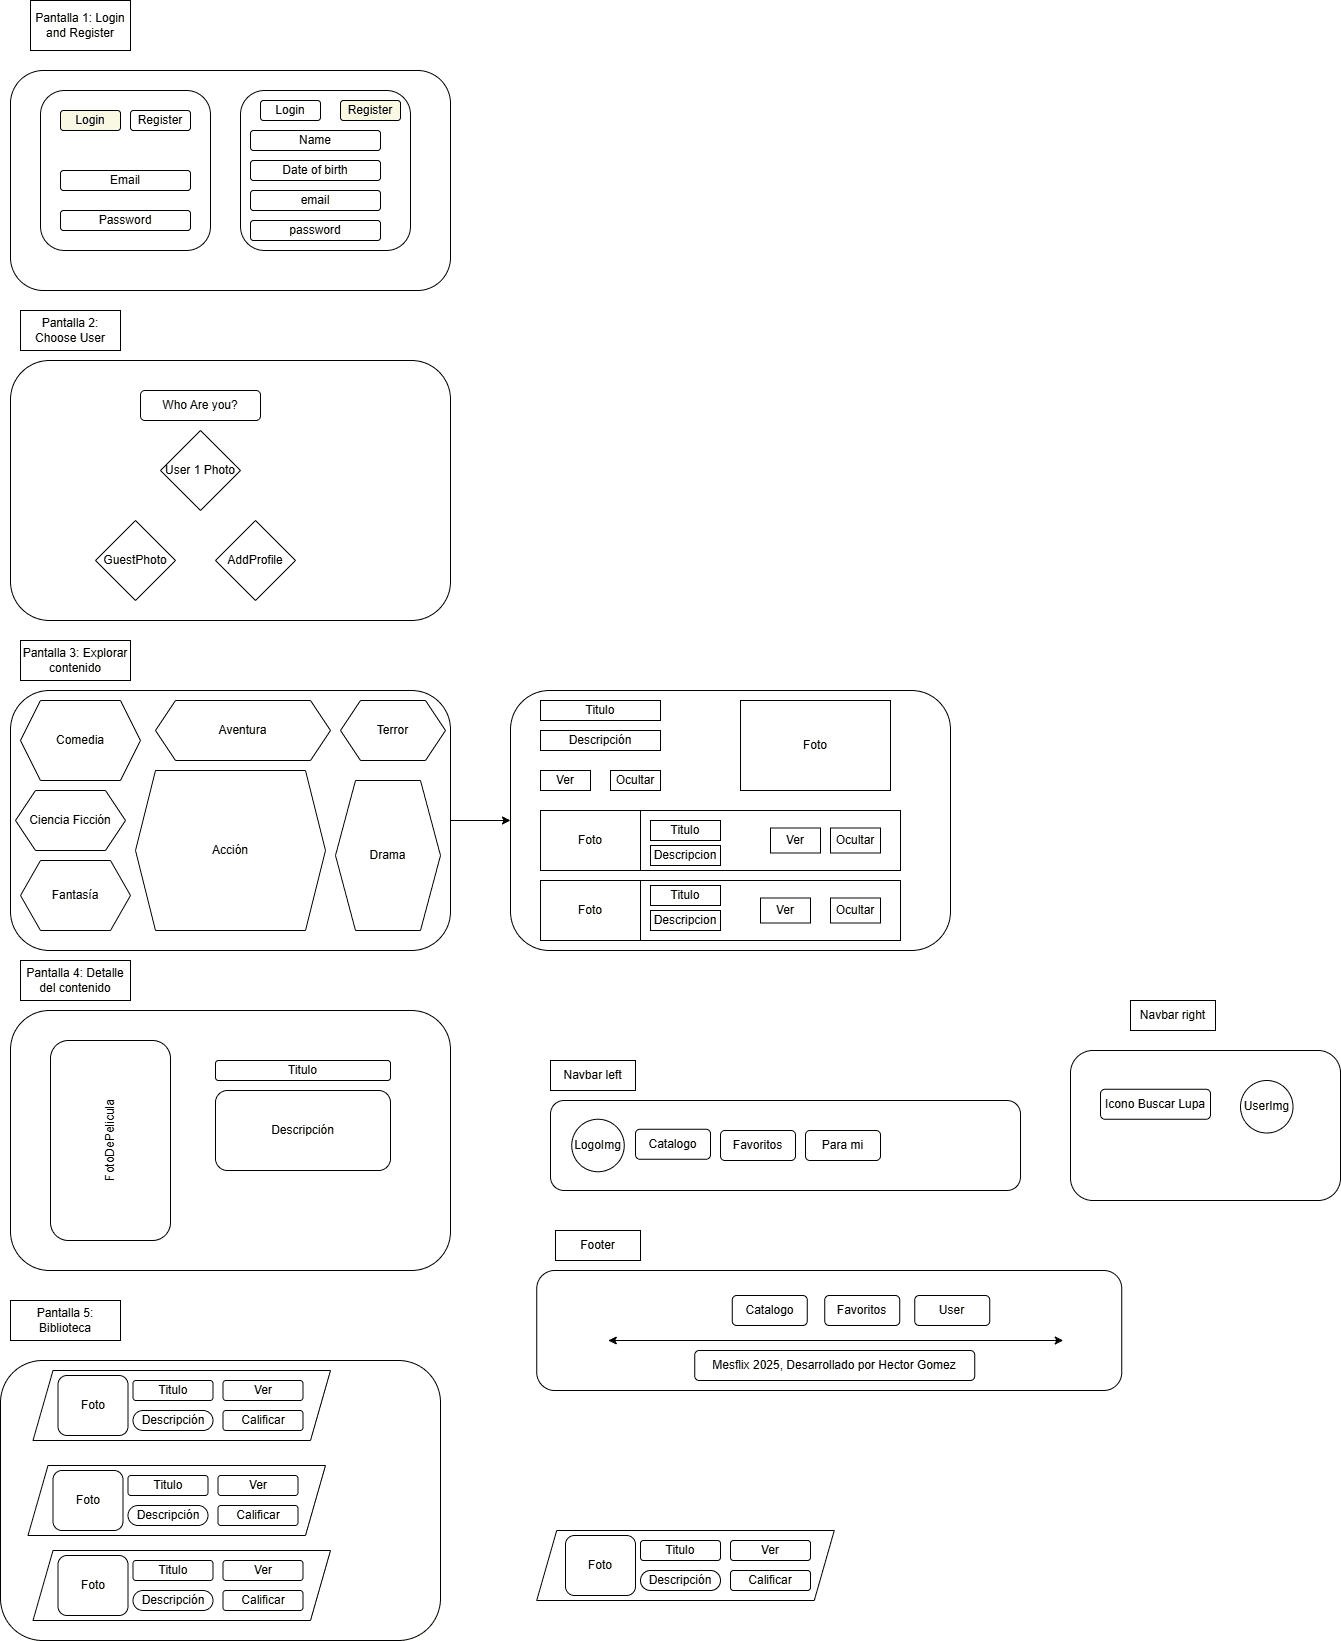 Pantalla 1: Login
and Register
Login
Register
Email
Password
Login
Register
Name
Date of birth
email
password
Pantalla 2:
Choose User
Who Are you?
User 1 Photo
GuestPhoto
AddProfile
Pantalla 3: Explorar
contenido
Comedia
Aventura
Terror
Ciencia Ficción
Acción
Drama
Fantasía
Titulo
Descripción
Ver
Ocultar
Foto
Foto
Titulo
Descripcion
Ver
Ocultar
Foto
Titulo
Descripcion
Ver
Ocultar
Pantalla 4: Detalle
del contenido
FotoDePelicula
Titulo
Descripción
Navbar left
LogoImg
Catalogo
Favoritos
Para mi
Navbar right
Icono Buscar Lupa
UserImg
Footer
Catalogo
Favoritos
User
Mesflix 2025, Desarrollado por Hector Gomez
Pantalla 5:
Biblioteca
Foto
Titulo
Ver
Descripción
Calificar
Foto
Titulo
Ver
Descripción
Calificar
Foto
Titulo
Ver
Descripción
Calificar
Foto
Titulo
Ver
Descripción
Calificar